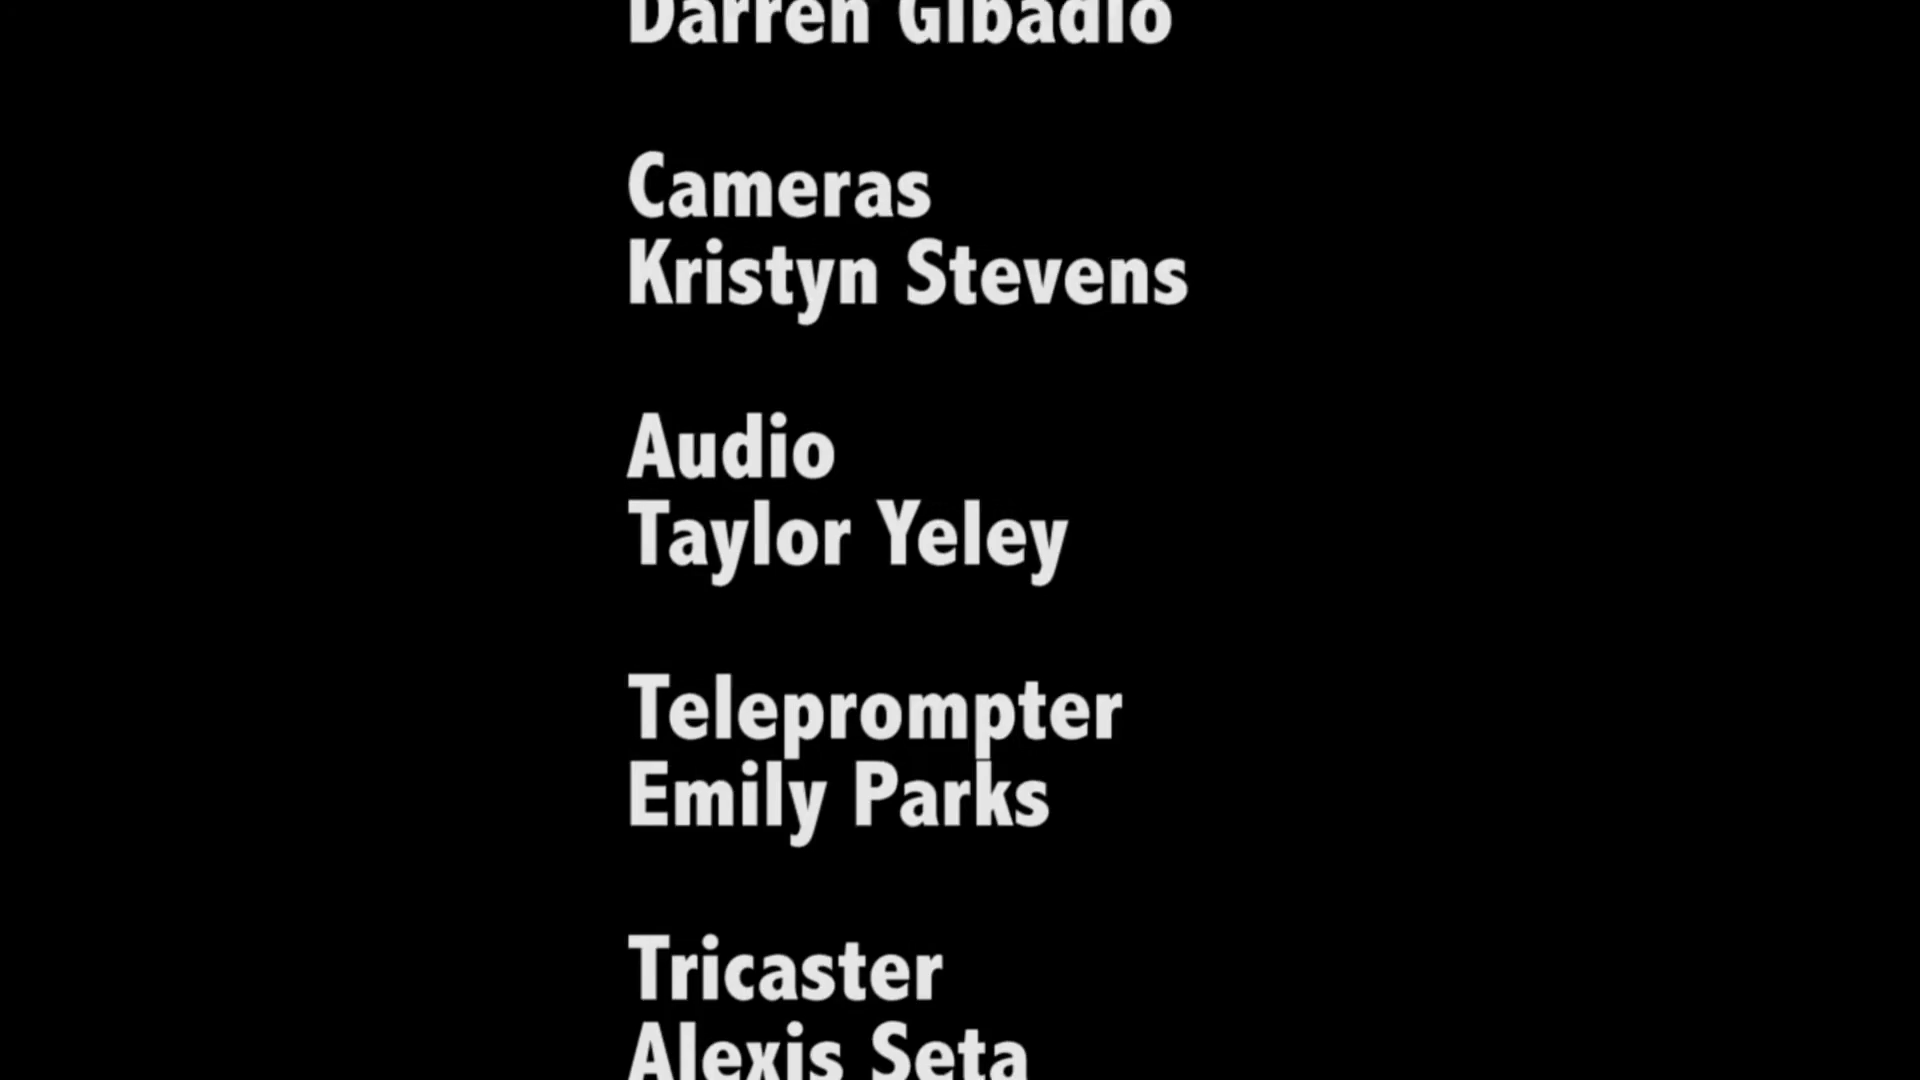 Darren Gibadlo
Cameras
Kristyn Stevens
Audio
Taylor Yeley
Teleprompter
Emily Parks
Tricaster
Alexis Seta